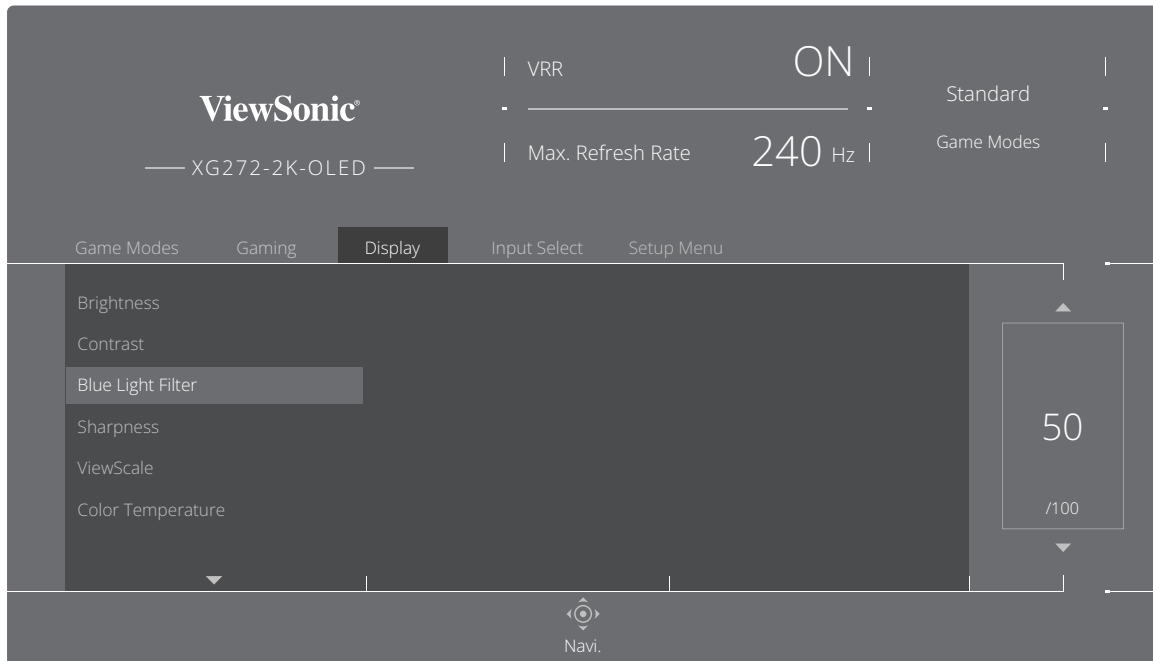 ViewSonic®
XG272-2K-OLED
VRR ON
Max. Refresh Rate 240 Hz
Standard
Game Modes
Game Modes Gaming Display Input Select Setup Menu
Brightness
Contrast
Blue Light Filter
Sharpness
ViewScale
Color Temperature
50
/100
Navi.